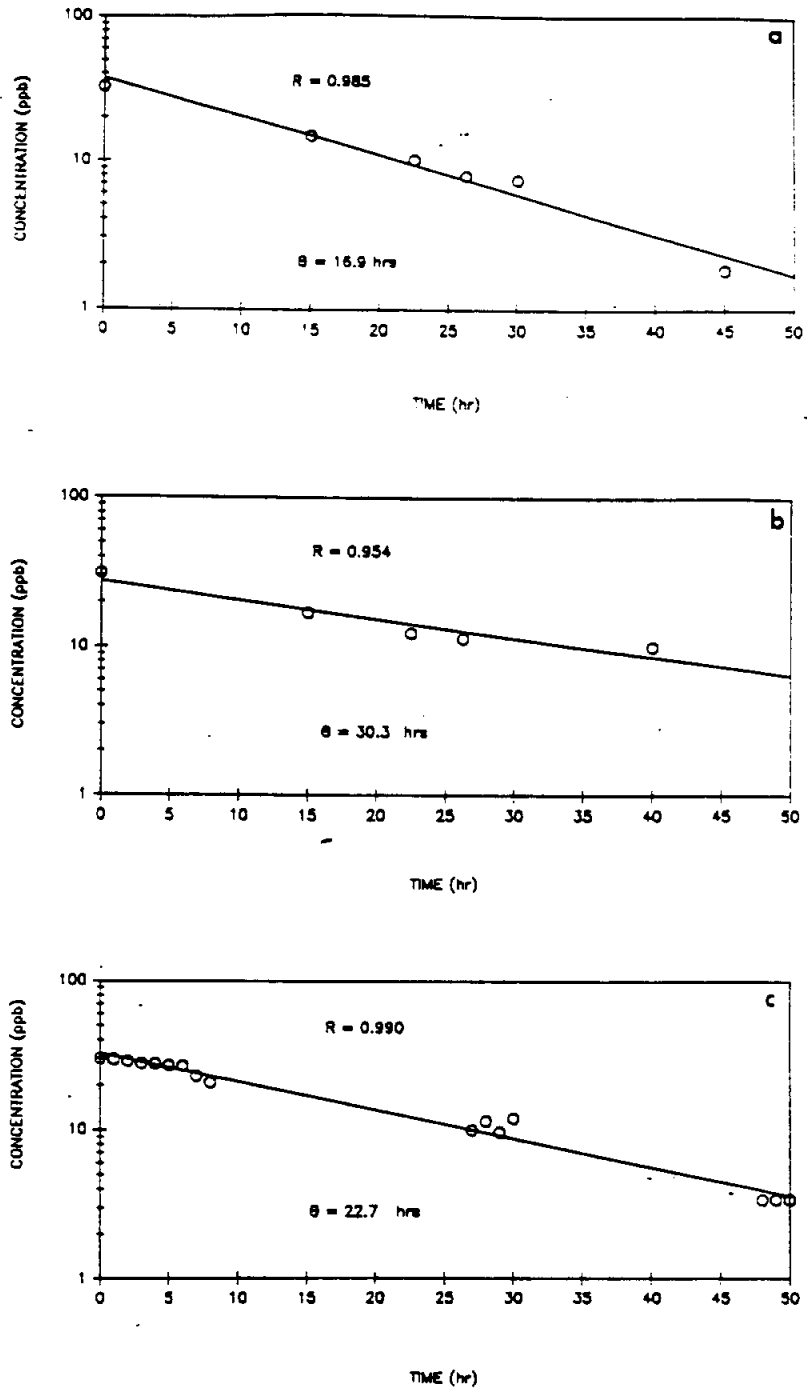 a
100
10
1
CONCENTRATION (ppb)
R = 0.985
θ = 16.9 hrs
0 5 10 15 20 25 30 35 40 45 50
TIME (hr)
b
100
10
1
CONCENTRATION (ppb)
R = 0.954
θ = 30.3 hrs
0 5 10 15 20 25 30 35 40 45 50
TIME (hr)
c
100
10
1
CONCENTRATION (ppb)
R = 0.990
θ = 22.7 hrs
0 5 10 15 20 25 30 35 40 45 50
TIME (hr)